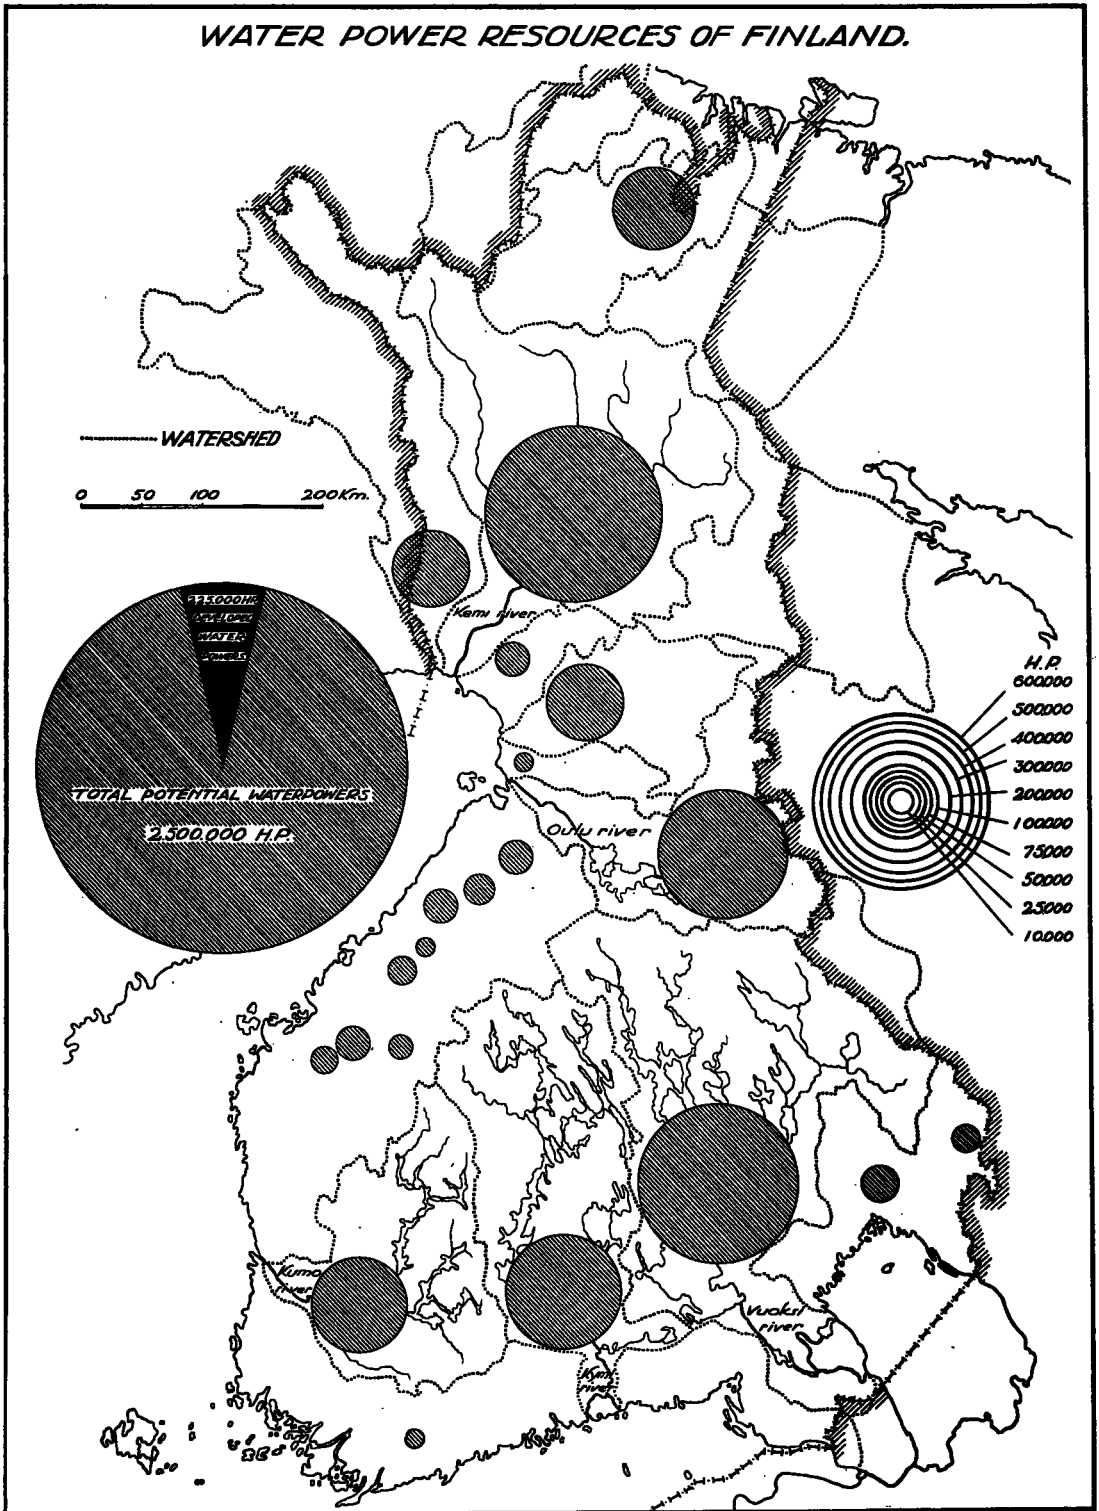 WATER POWER RESOURCES OF FINLAND.
WATERSHED
0 50 100 200Km.
225.000HP
DEVELOPED
WATER
POWERS
TOTAL POTENTIAL WATERPOWERS
2.500.000 H.P.
Kemi river
Oulu river
H.P.
600.000
500.000
400.000
300.000
200.000
100.000
75.000
50.000
25.000
10.000
Kumo
river
Vuoksi
river
Kymi
river